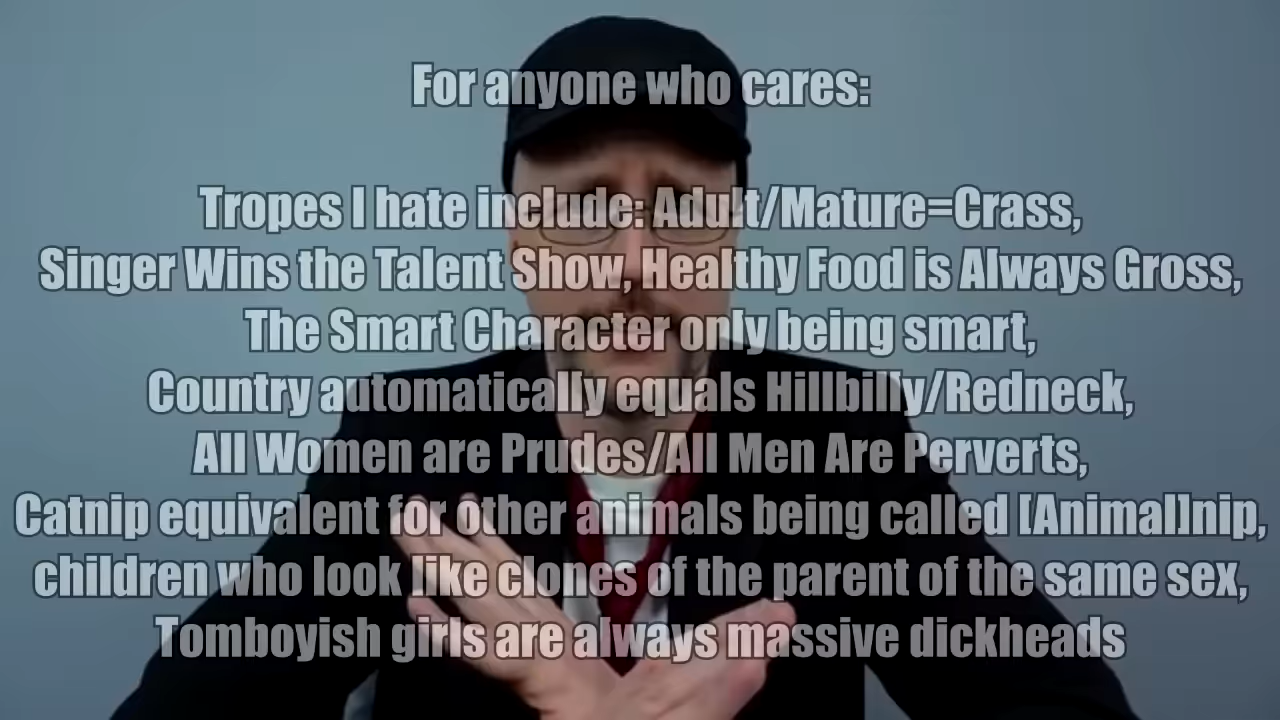 For anyone who cares:
Tropes I hate include: Adult/Mature=Crass,
Singer Wins the Talent Show, Healthy Food is Always Gross,
The Smart Character only being smart,
Country automatically equals Hillbilly/Redneck,
All Women are Prudes/All Men Are Perverts,
Catnip equivalent for other animals being called [Animal]nip,
children who look like clones of the parent of the same sex,
Tomboyish girls are always massive dickheads